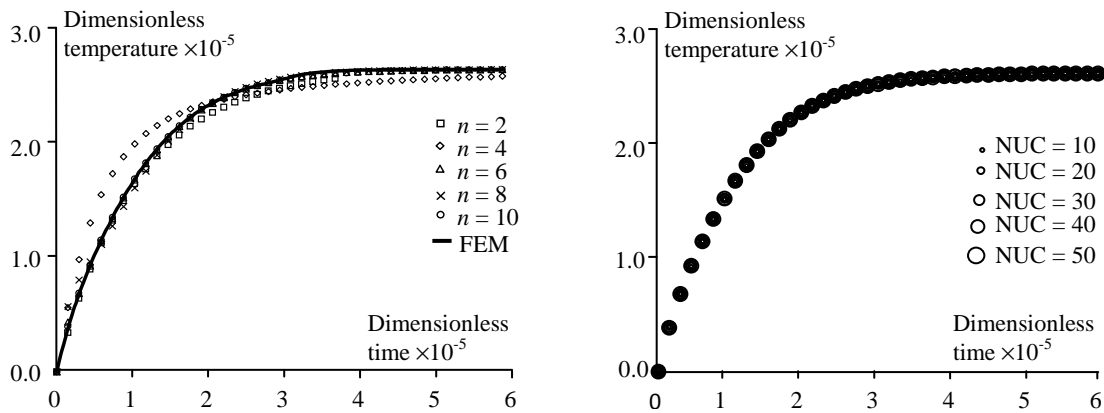 Dimensionless
temperature ×10-5
3.0
2.0
1.0
0.0
n = 2
n = 4
n = 6
n = 8
n = 10
FEM
Dimensionless
time ×10-5
0 1 2 3 4 5 6
Dimensionless
temperature ×10-5
3.0
2.0
1.0
0.0
NUC = 10
NUC = 20
NUC = 30
NUC = 40
NUC = 50
Dimensionless
time ×10-5
0 1 2 3 4 5 6